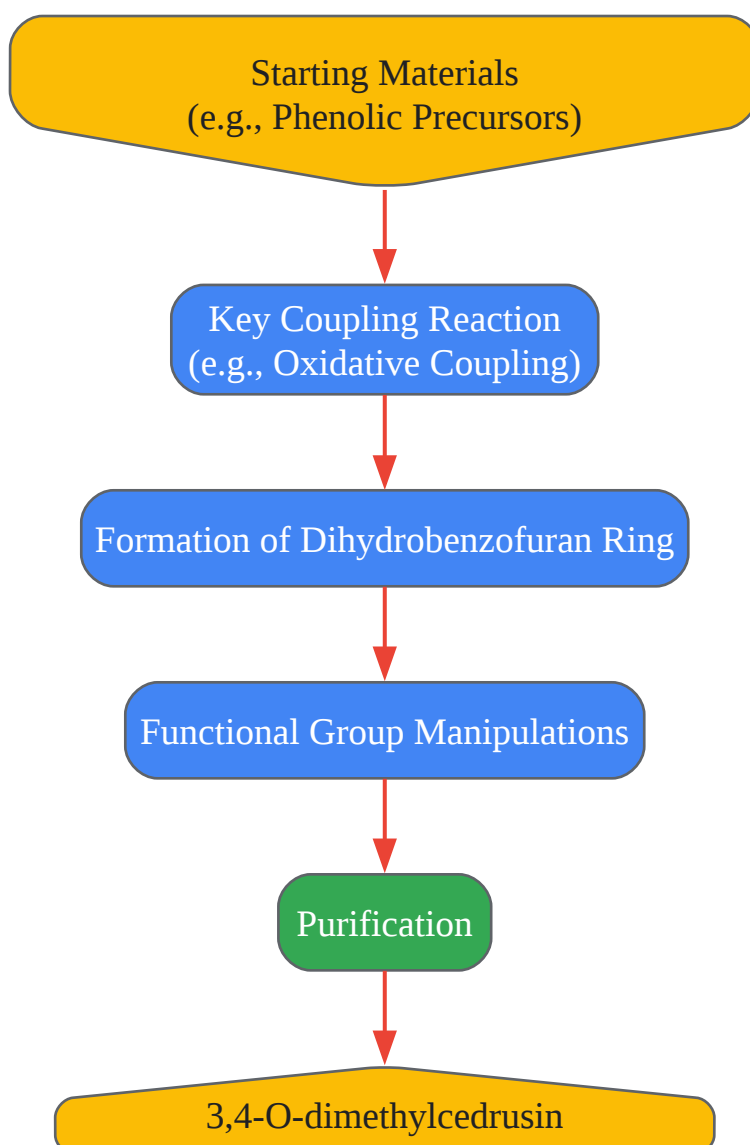 Starting Materials
(e.g., Phenolic Precursors)
Key Coupling Reaction
(e.g., Oxidative Coupling)
Formation of Dihydrobenzofuran Ring
Functional Group Manipulations
Purification
3,4-O-dimethylcedrusin